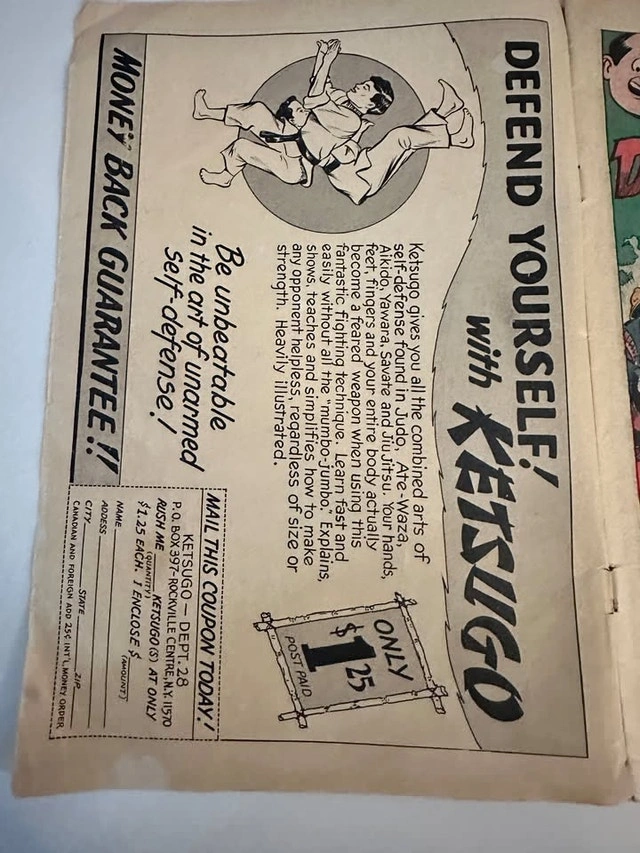 DEFEND YOURSELF!
with KETSUGO
Ketsugo gives you all the combined arts of
self-defense found in Judo, Ate-Waza,
Aikido, Yawara, Savate and JiuJitsu. Your hands,
feet, fingers and your entire body actually
become a feared weapon when using this
fantastic fighting technique. Learn fast and
easily without all the "mumbo-jumbo." Explains,
shows, teaches and simplifies how to make
any opponent helpless, regardless of size or
strength. Heavily illustrated.
ONLY
$1 25
POST PAID
Be unbeatable
in the art of unarmed
Self-defense!
MONEY BACK GUARANTEE!!
MAIL THIS COUPON TODAY!
KETSUGO — DEPT. 28
P.O. BOX 397-ROCKVILLE CENTRE, N.Y. 11570
RUSH ME KETSUGO(S) AT ONLY
(QUANTITY)
$1.25 EACH. I ENCLOSE $
(AMOUNT)
NAME
ADDESS
CITY STATE ZIP
CANADIAN AND FOREIGN ADD 25¢ INT'L. MONEY ORDER